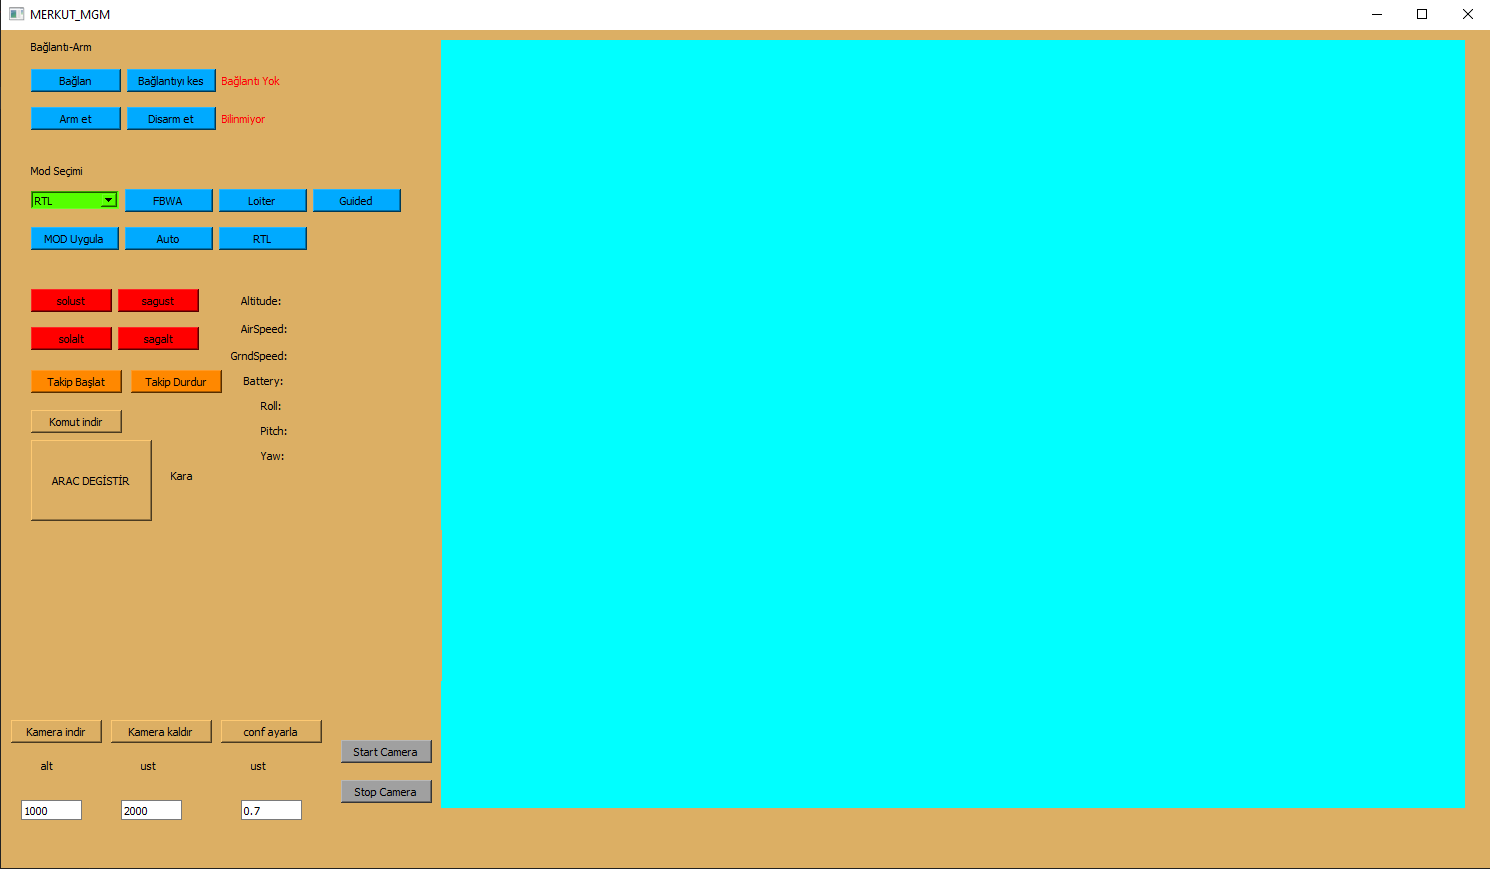 MERKUT_MGM
Bağlantı-Arm
Bağlan Bağlantıyı kes Bağlantı Yok
Arm et Disarm et Bilinmiyor
Mod Seçimi
RTL FBWA Loiter Guided
MOD Uygula Auto RTL
solust sagust Altitude:
AirSpeed:
solalt sagalt
GrndSpeed:
Takip Başlat Takip Durdur Battery:
Roll:
Komut indir
Pitch:
Yaw:
ARAC DEGİSTİR Kara
Kamera indir Kamera kaldır conf ayarla
Start Camera
alt ust ust
Stop Camera
1000 2000 0.7